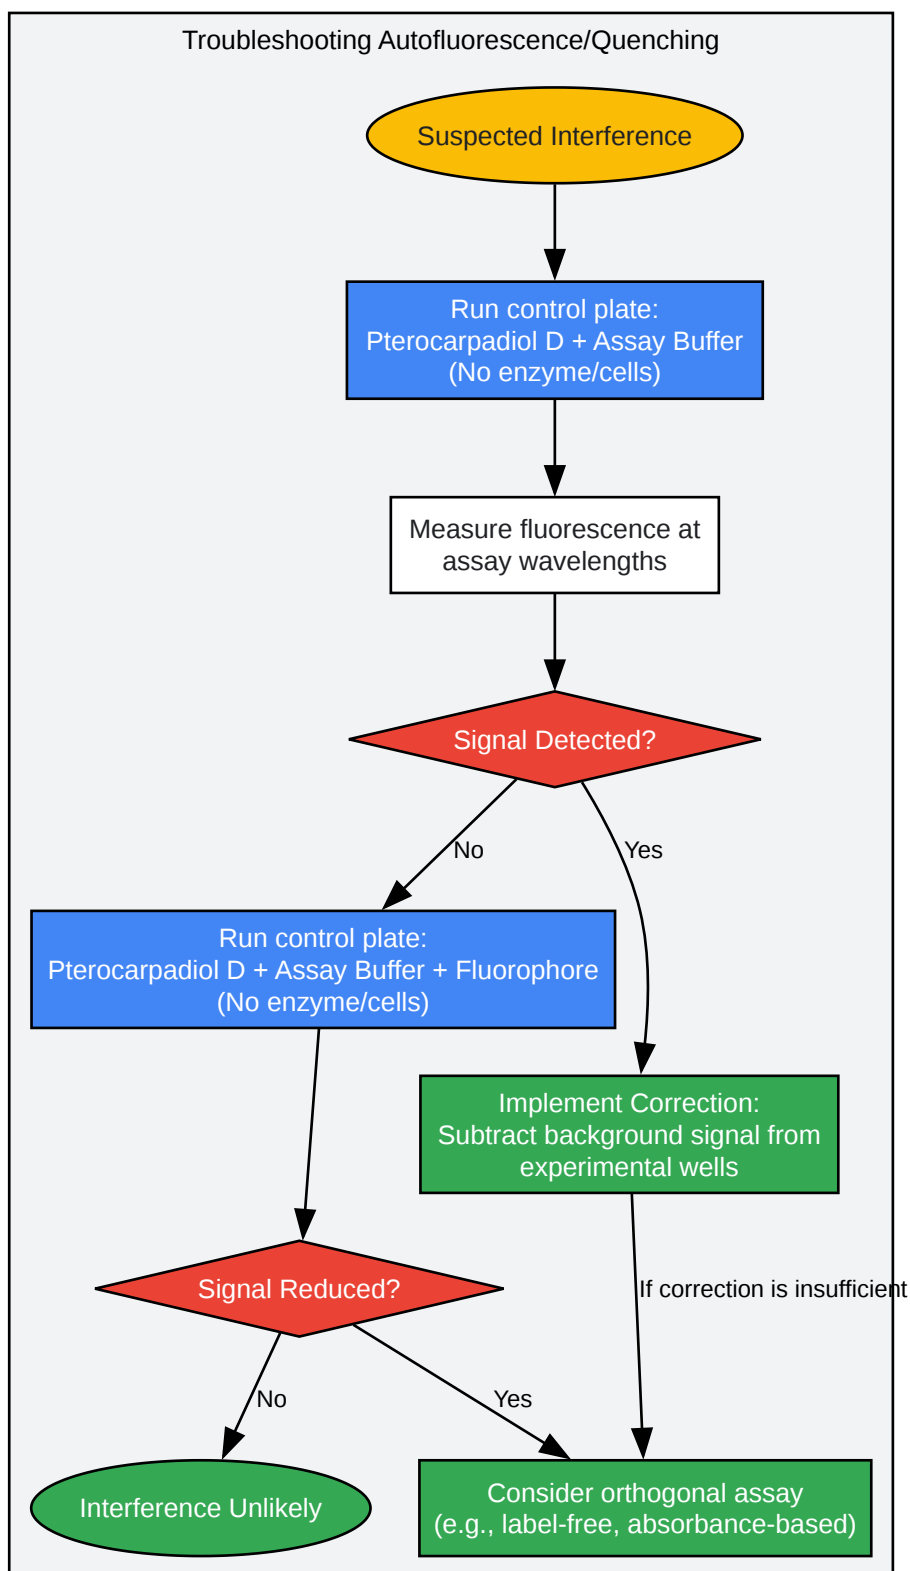 Troubleshooting Autofluorescence/Quenching
Suspected Interference
Run control plate:
Pterocarpadiol D + Assay Buffer
(No enzyme/cells)
Measure fluorescence at
assay wavelengths
Signal Detected?
No
Yes
Run control plate:
Pterocarpadiol D + Assay Buffer + Fluorophore
(No enzyme/cells)
Implement Correction:
Subtract background signal from
experimental wells
Signal Reduced?
If correction is insufficient
No
Yes
Interference Unlikely
Consider orthogonal assay
(e.g., label-free, absorbance-based)